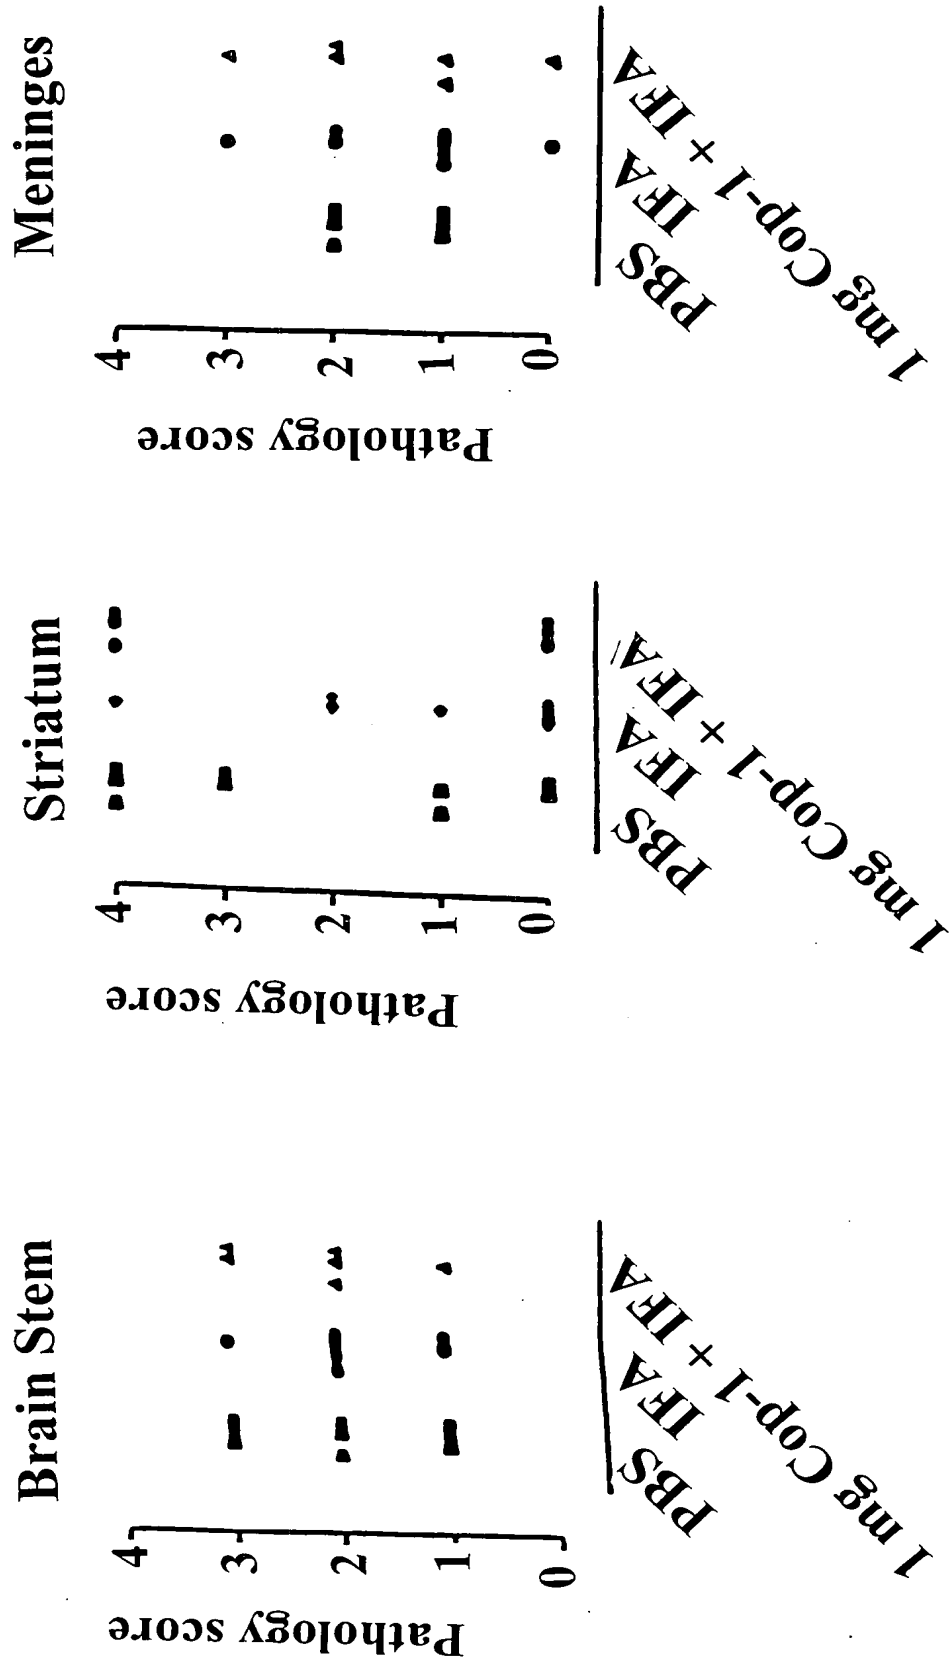 Brain Stem
Pathology score
4
3
2
1
0
PBS
IFA
1 mg Cop-1 + IFA
Striatum
Pathology score
4
3
2
1
0
PBS
IFA
1 mg Cop-1 + IFA
Meninges
Pathology score
4
3
2
1
0
PBS
IFA
1 mg Cop-1 + IFA